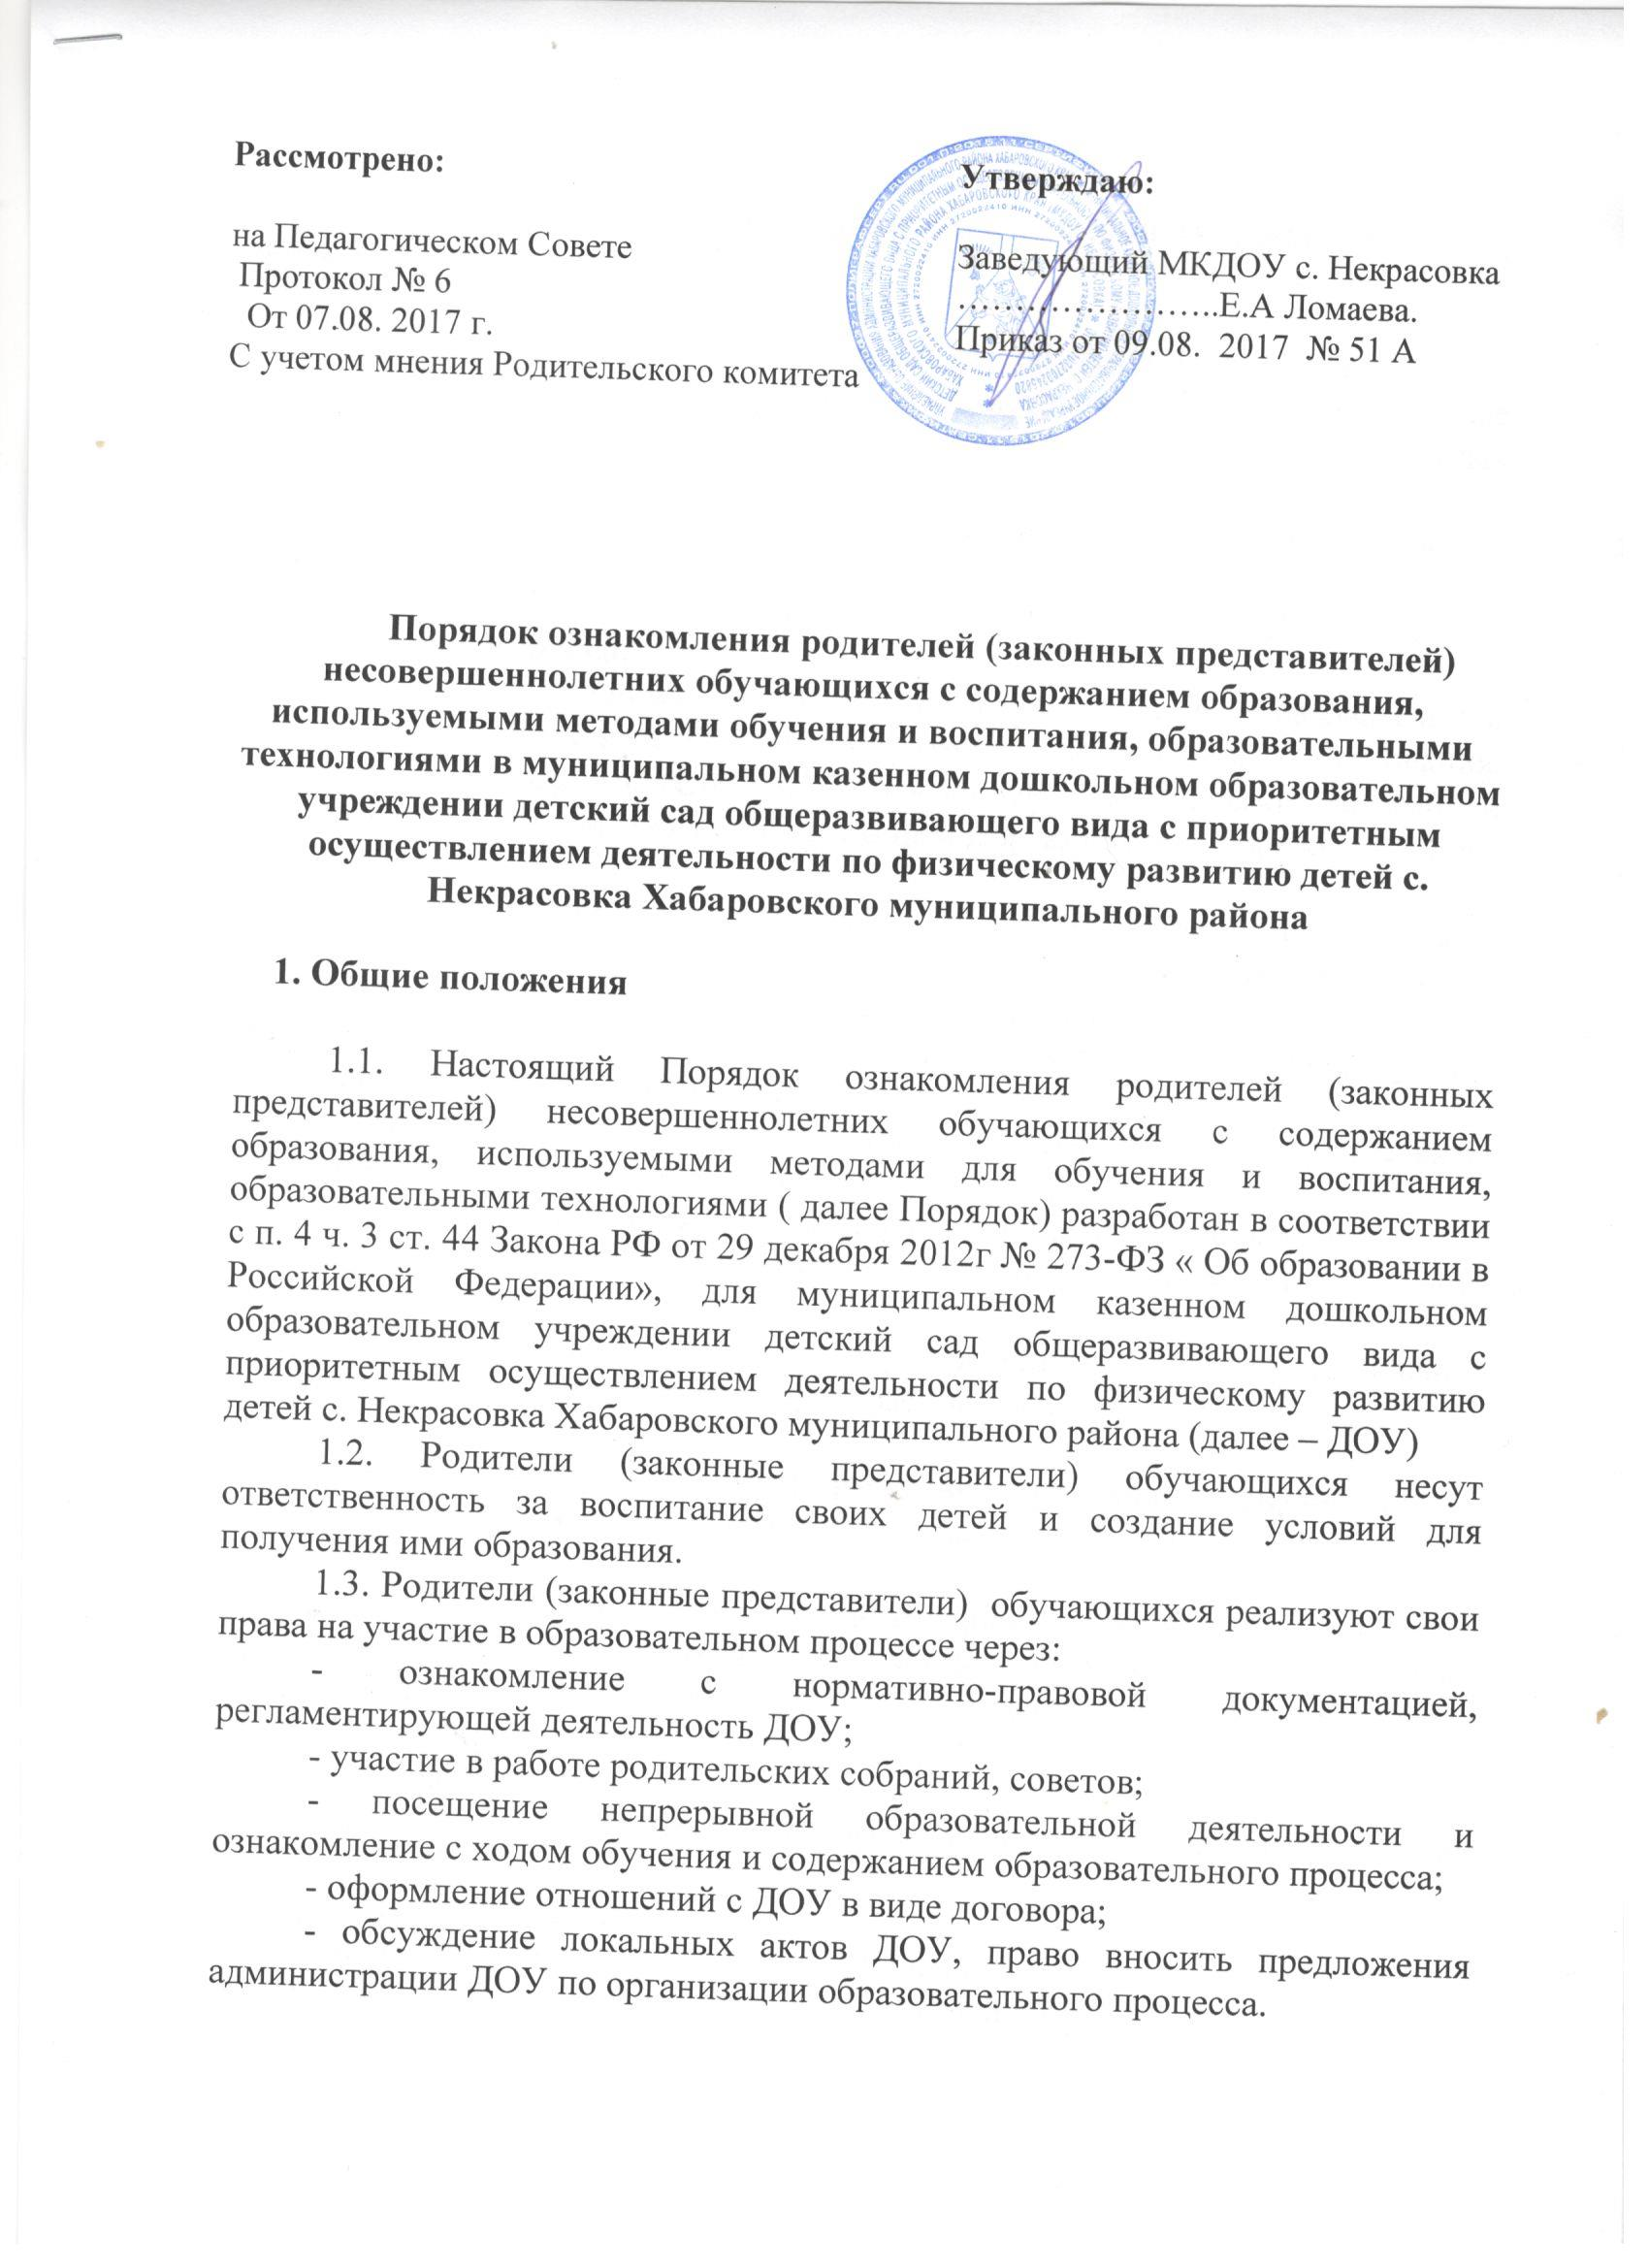 Рассмотрено:
на Педагогическом Совете
Протокол № 6
От 07.08. 2017 г.
С учетом мнения Родительского комитета
Утверждаю:
Заведующий МКДОУ с. Некрасовка
…………………….Е.А Ломаева.
Приказ от 09.08. 2017 № 51 А
Порядок ознакомления родителей (законных представителей)
несовершеннолетних обучающихся с содержанием образования,
используемыми методами обучения и воспитания, образовательными
технологиями в муниципальном казенном дошкольном образовательном
учреждении детский сад общеразвивающего вида с приоритетным
осуществлением деятельности по физическому развитию детей с.
Некрасовка Хабаровского муниципального района
1. Общие положения
1.1. Настоящий Порядок ознакомления родителей (законных
представителей) несовершеннолетних обучающихся с содержанием
образования, используемыми методами для обучения и воспитания,
образовательными технологиями ( далее Порядок) разработан в соответствии
с п. 4 ч. 3 ст. 44 Закона РФ от 29 декабря 2012г № 273-ФЗ « Об образовании в
Российской Федерации», для муниципальном казенном дошкольном
образовательном учреждении детский сад общеразвивающего вида с
приоритетным осуществлением деятельности по физическому развитию
детей с. Некрасовка Хабаровского муниципального района (далее – ДОУ)
1.2. Родители (законные представители) обучающихся несут
ответственность за воспитание своих детей и создание условий для
получения ими образования.
1.3. Родители (законные представители) обучающихся реализуют свои
права на участие в образовательном процессе через:
- ознакомление с нормативно-правовой документацией,
регламентирующей деятельность ДОУ;
- участие в работе родительских собраний, советов;
- посещение непрерывной образовательной деятельности и
ознакомление с ходом обучения и содержанием образовательного процесса;
- оформление отношений с ДОУ в виде договора;
- обсуждение локальных актов ДОУ, право вносить предложения
администрации ДОУ по организации образовательного процесса.